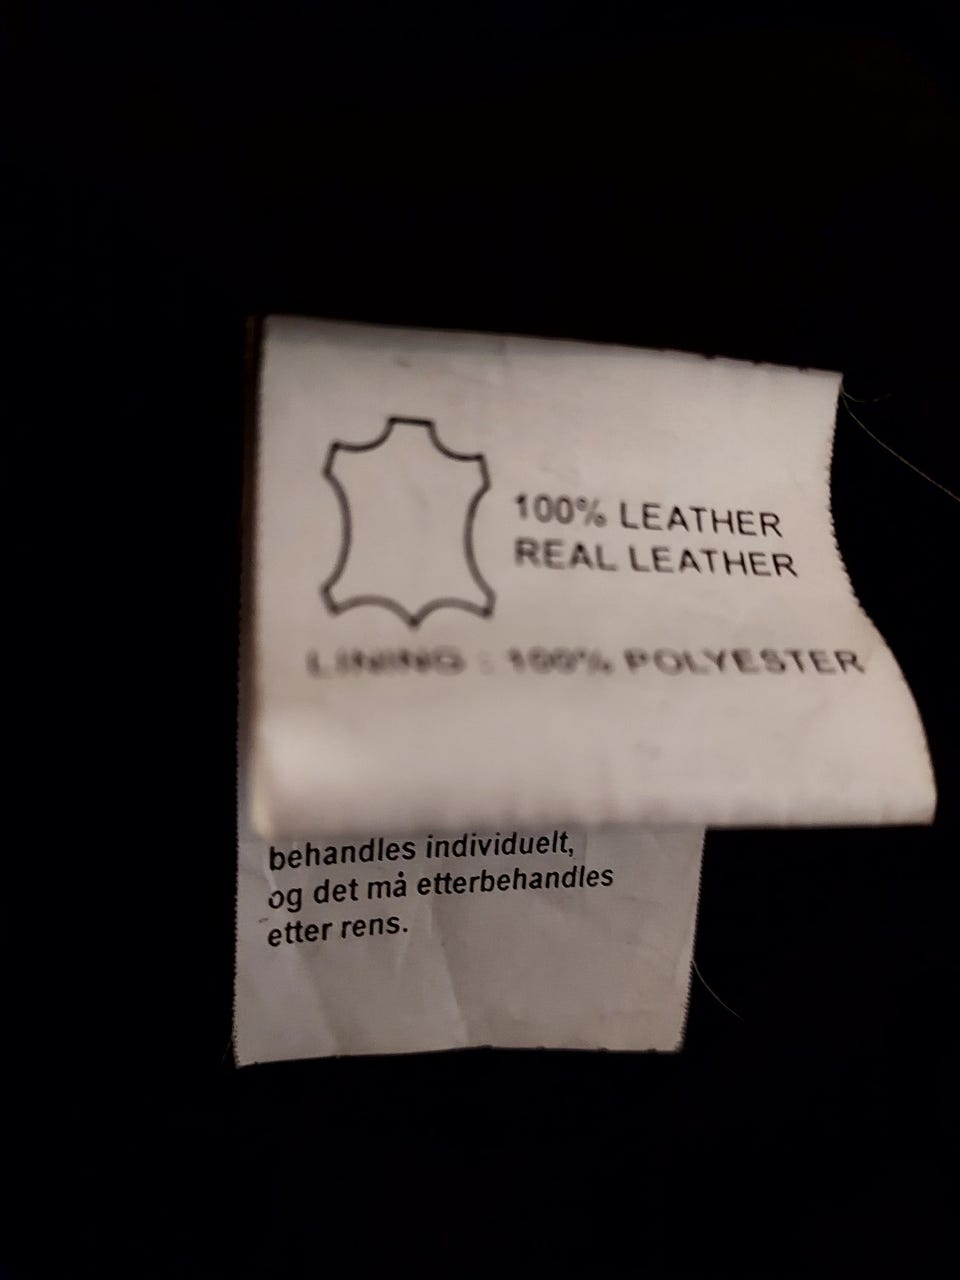 100% LEATHER
REAL LEATHER
LINING : 100% POLYESTER
behandles individuelt,
og det må etterbehandles
etter rens.